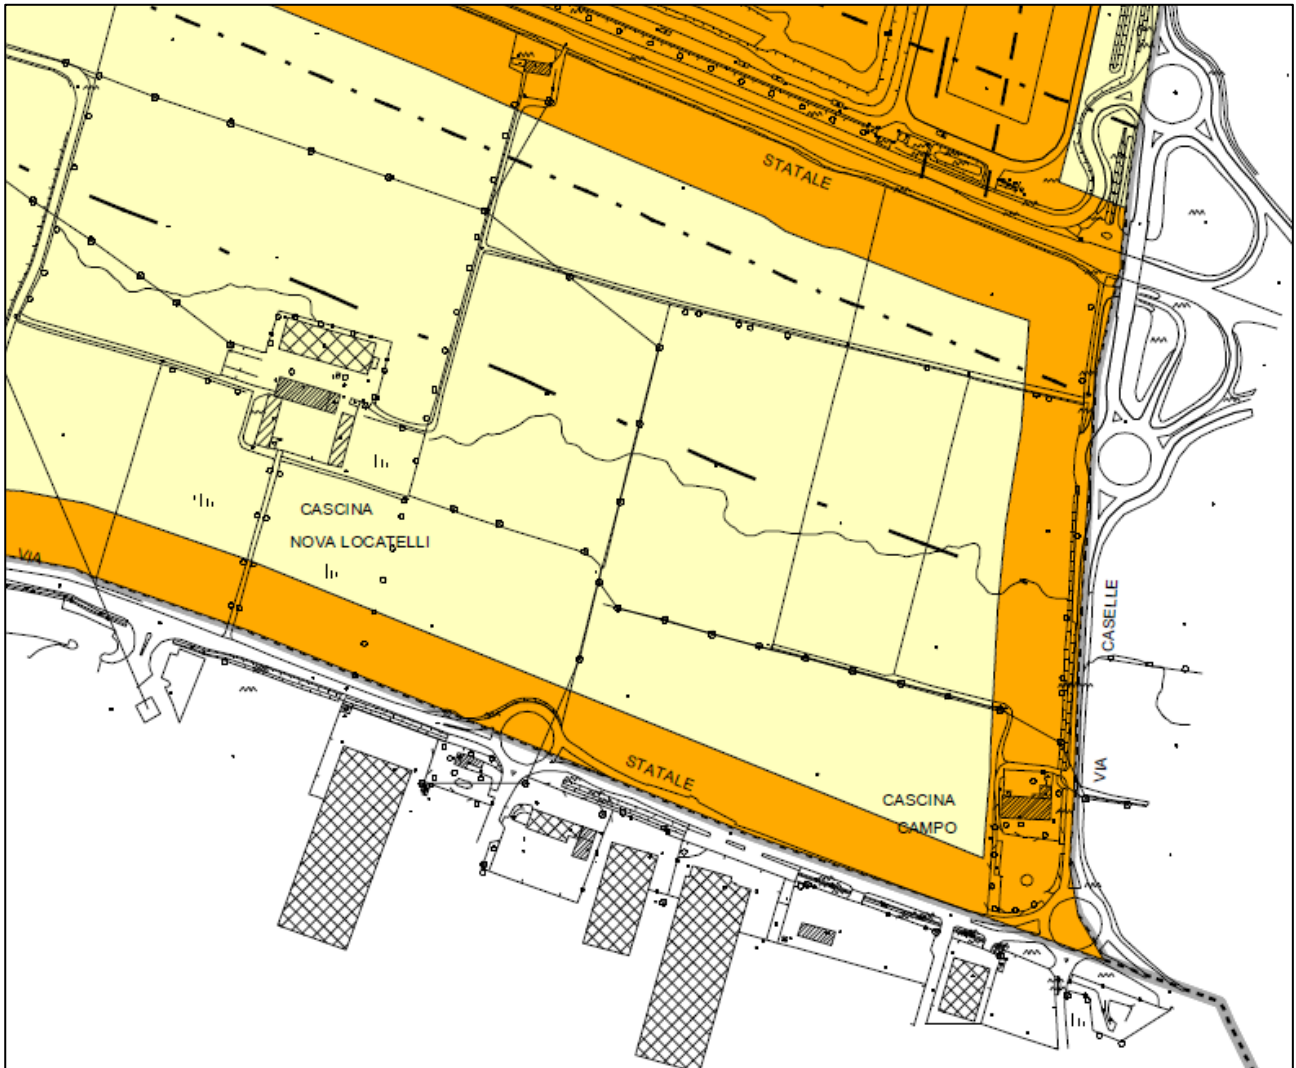 STATALE
CASCINA
NOVA LOCATELLI
VIA
CASELLE
VIA
STATALE
CASCINA
CAMPO